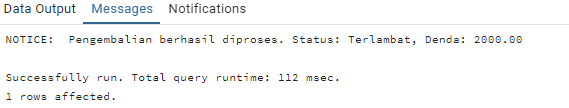 Data Output Messages Notifications
NOTICE:  Pengembalian berhasil diproses. Status: Terlambat, Denda: 2000.00
Successfully run. Total query runtime: 112 msec.
1 rows affected.